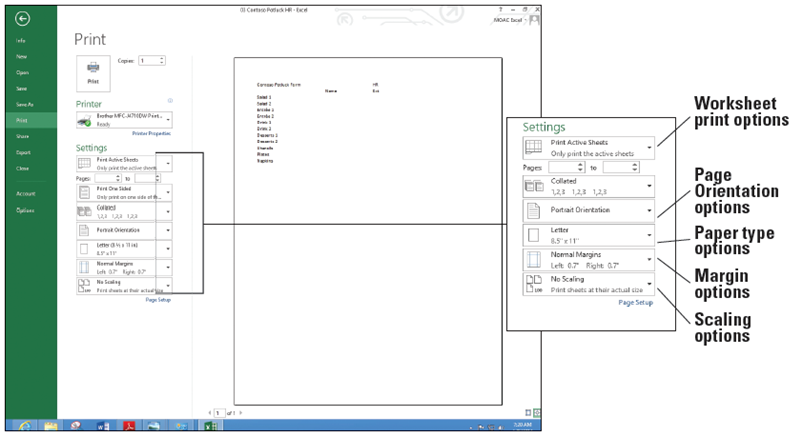 03 Contoso Potluck HR - Excel
MOAC Excel
Info
New
Open
Save
Save As
Print
Share
Export
Close
Account
Options
Print
Copies: 1
Print
Printer
Brother MFC-J4710DW Print...
Ready
Printer Properties
Settings
Print Active Sheets
Only print the active sheets
Pages: to
Print One Sided
Only print on one side of th...
Collated
1,2,3 1,2,3 1,2,3
Portrait Orientation
Letter (8½ x 11 in)
8.5" x 11"
Normal Margins
Left: 0.7" Right: 0.7"
No Scaling
Print sheets at their actual size
Page Setup
Contoso Potluck Form HR
Name Ext
Salad 1
Salad 2
Entrée 1
Entrée 2
Desserts 1
Desserts 2
Utensils
Plates
Napkins
1 of 1
3:20 AM
Settings
Print Active Sheets
Only print the active sheets
Pages: to
Collated
1,2,3 1,2,3 1,2,3
Portrait Orientation
Letter
8.5" x 11"
Normal Margins
Left: 0.7" Right: 0.7"
No Scaling
Print sheets at their actual size
Page Setup
Worksheet
print options
Page
Orientation
options
Paper type
options
Margin
options
Scaling
options